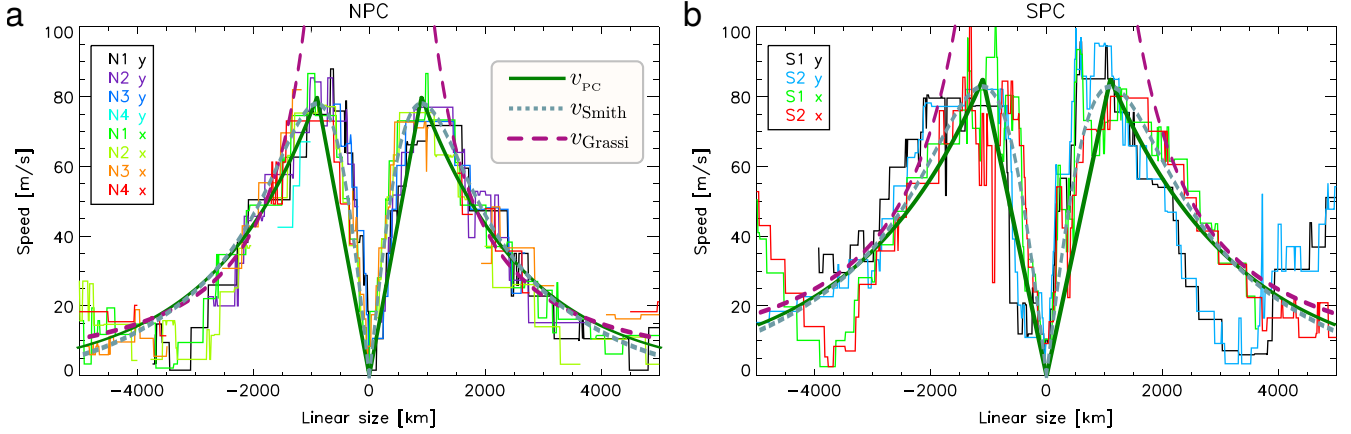 a
NPC
100
80
60
40
20
0
Speed [m/s]
−4000
−2000
0
2000
4000
Linear size [km]
N1 y
N2 y
N3 y
N4 y
N1 x
N2 x
N3 x
N4 x
vPC
vSmith
vGrassi
b
SPC
100
80
60
40
20
0
Speed [m/s]
−4000
−2000
0
2000
4000
Linear size [km]
S1 y
S2 y
S1 x
S2 x